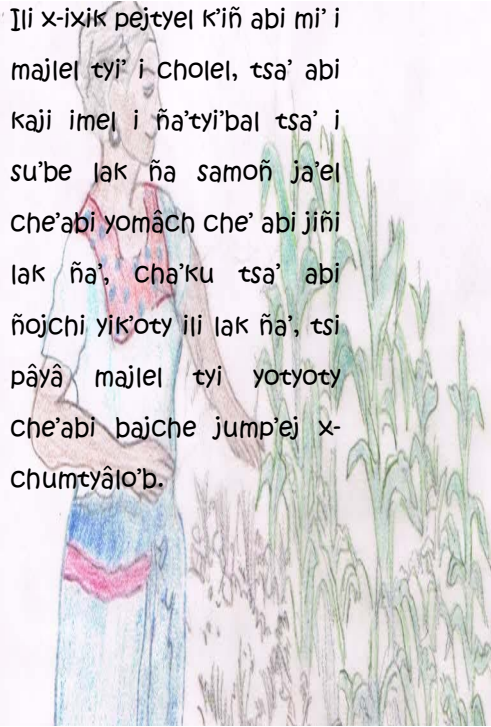 Ili x-ixik pejtyel k'iñ abi mi' i
majlel tyi' i cholel, tsa' abi
kaji imel i ña'tyi'bal tsa' i
su'be lak ña samoñ ja'el
che'abi yomâch che' abi jiñi
lak ña', cha'ku tsa' abi
ñojchi yik'oty ili lak ña', tsi
pâyâ majlel tyi yotyoty
che'abi bajche jump'ej x-
chumtyâlo'b.